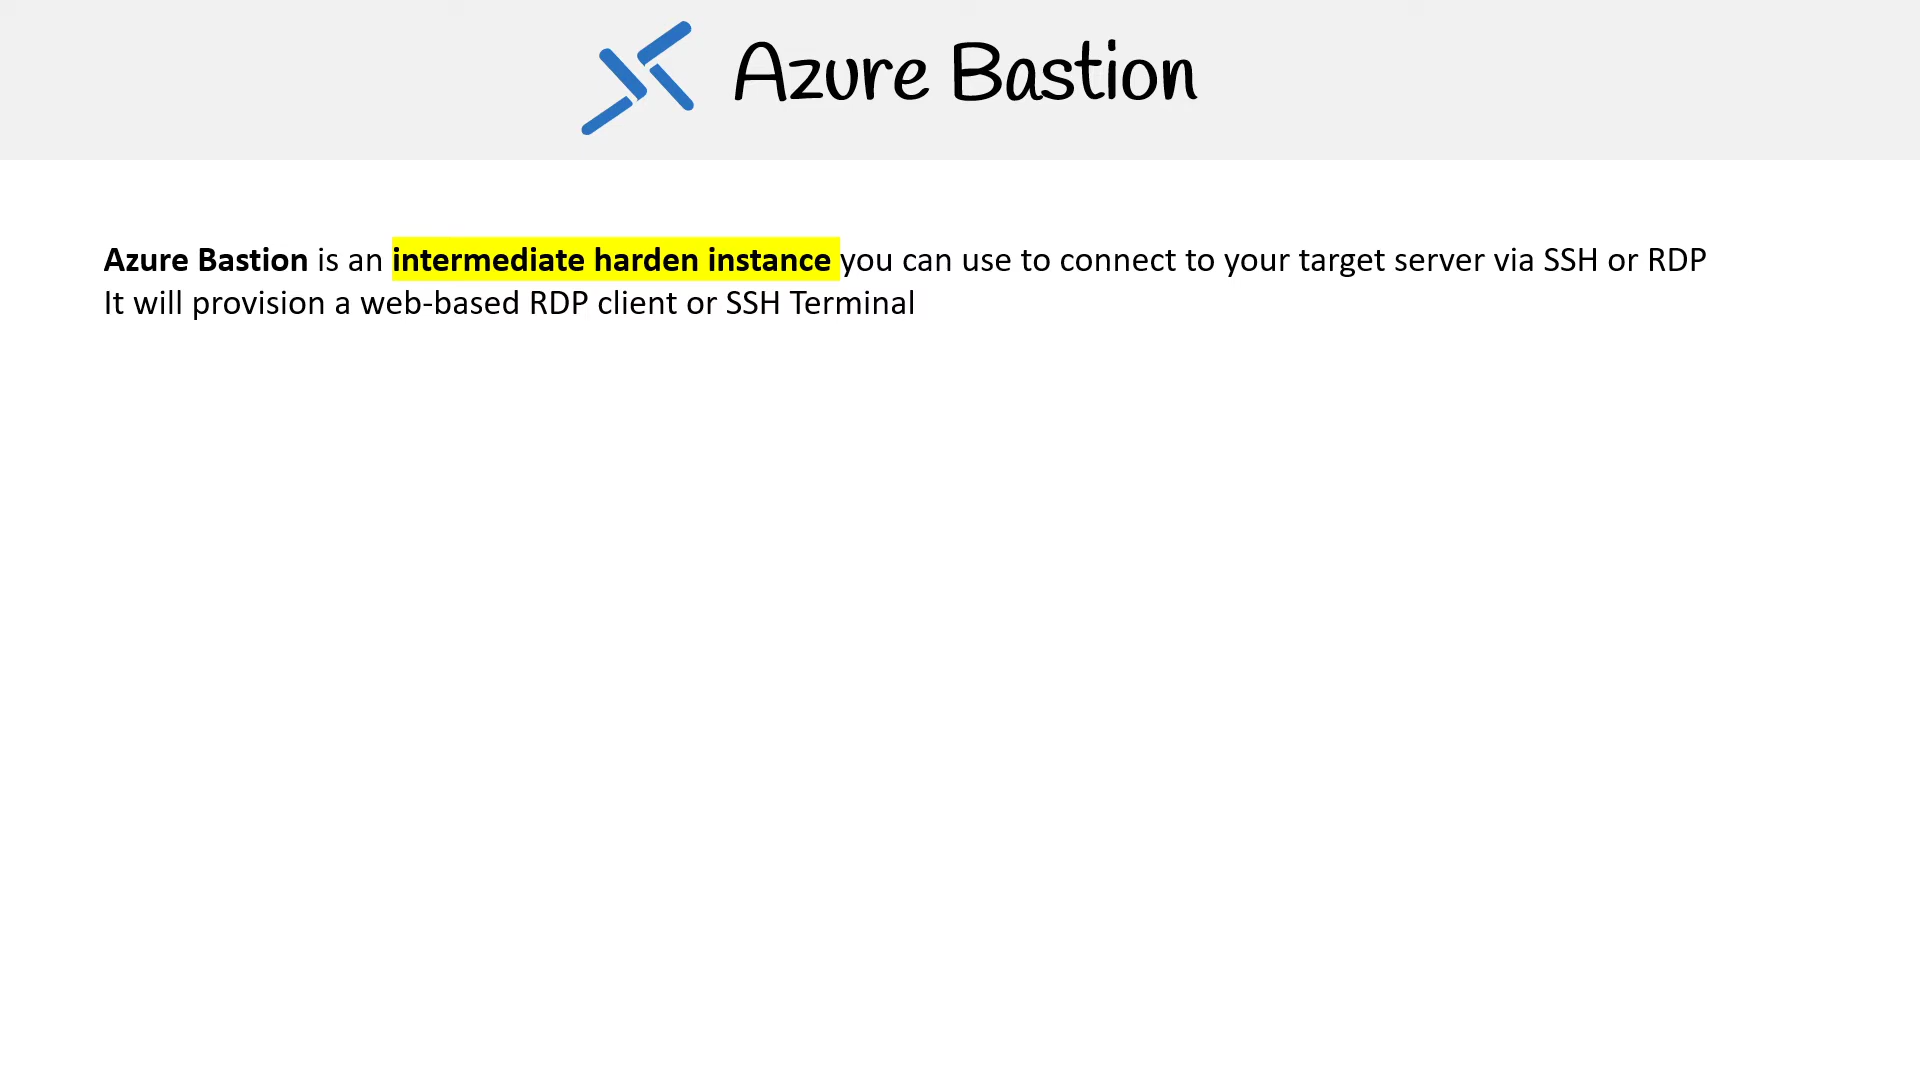 Azure Bastion
Azure Bastion is an intermediate harden instance you can use to connect to your target server via SSH or RDP
It will provision a web-based RDP client or SSH Terminal